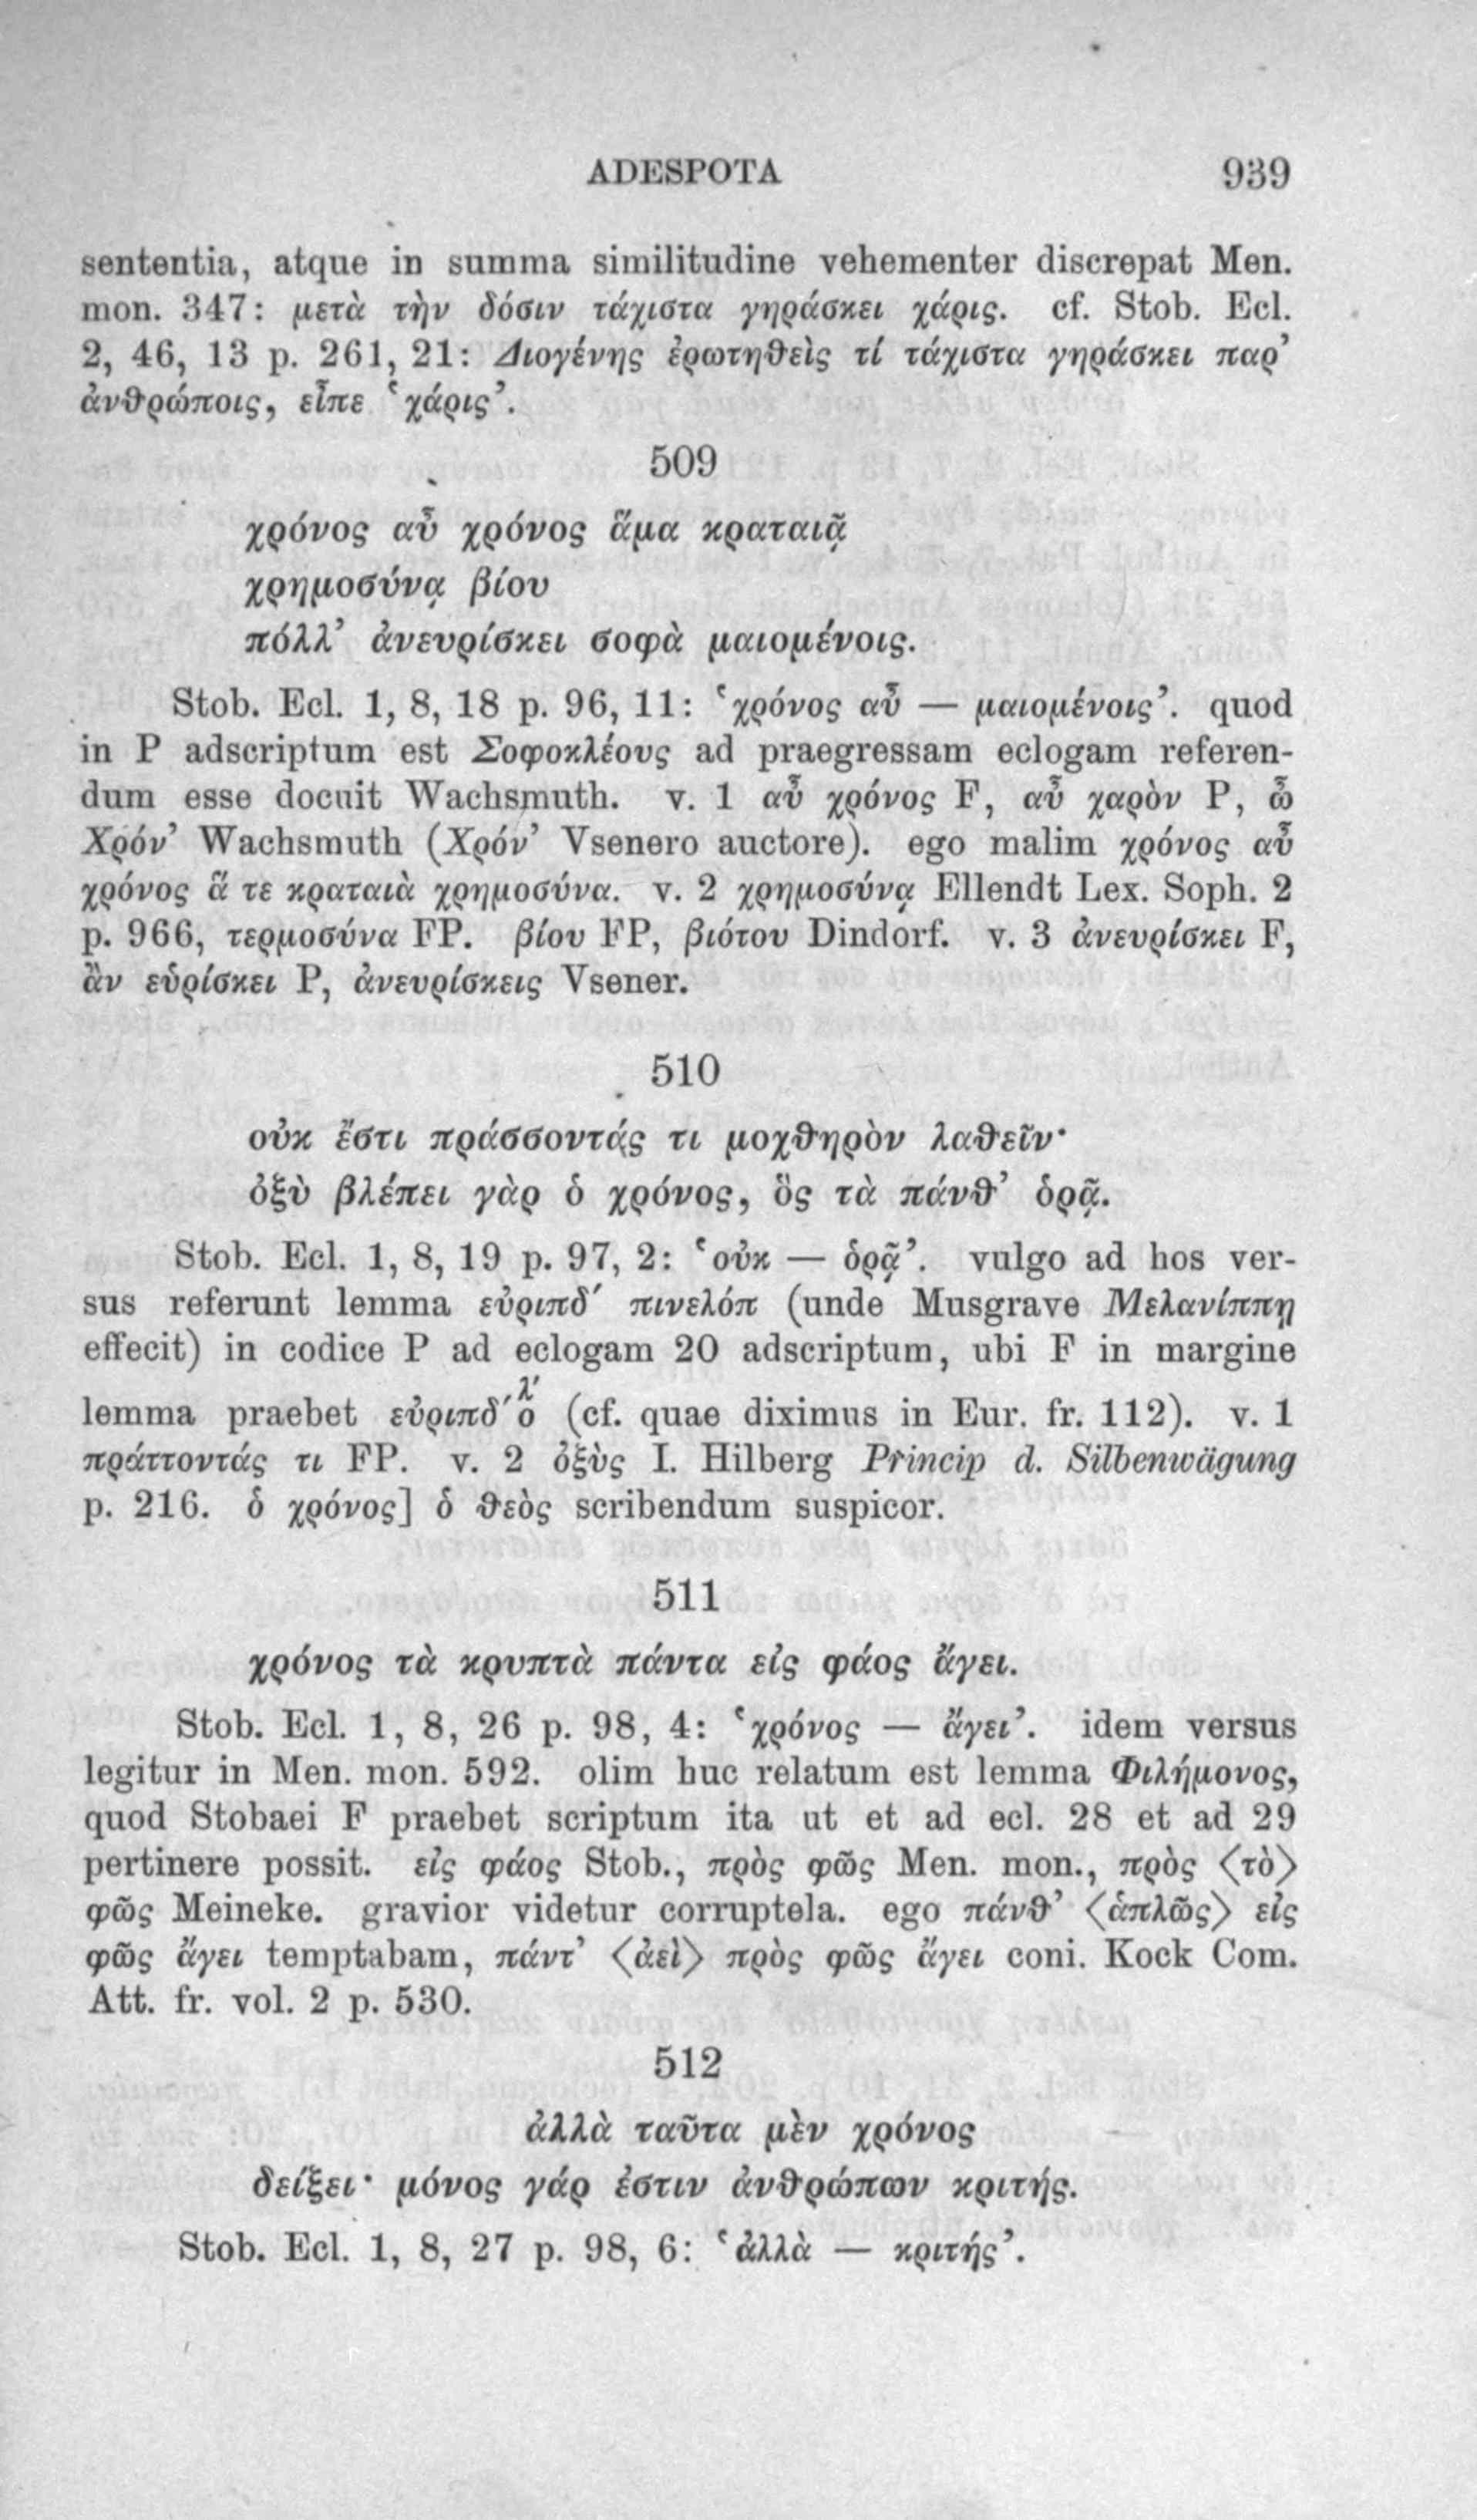 ADESPOTA 939
sententia, atque in summa similitudine vehementer discrepat Men.
mon. 347: μετὰ τὴν δόσιν τάχιστα γηράσκει χάρις. cf. Stob. Ecl.
2, 46, 13 p. 261, 21: Διογένης ἐρωτηθεὶς τί τάχιστα γηράσκει παρ’
ἀνθρώποις, εἶπε ‘χάρις’.
509
χρόνος αὖ χρόνος ἅμα κραταιᾷ
χρημοσύνᾳ βίου
πόλλ’ ἀνευρίσκει σοφὰ μαιομένοις.
Stob. Ecl. 1, 8, 18 p. 96, 11: ‘χρόνος αὖ — μαιομένοις’. quod
in P adscriptum est Σοφοκλέους ad praegressam eclogam referen-
dum esse docuit Wachsmuth. v. 1 αὖ χρόνος F, αὖ χαρὸν P, ὦ
Χρόν’ Wachsmuth (Χρόν’ Vsenero auctore). ego malim χρόνος αὖ
χρόνος ἅ τε κραταιὰ χρημοσύνα. v. 2 χρημοσύνᾳ Ellendt Lex. Soph. 2
p. 966, τερμοσύνα FP. βίου FP, βιότου Dindorf. v. 3 ἀνευρίσκει F,
ἂν εὑρίσκει P, ἀνευρίσκεις Vsener.
510
οὐκ ἔστι πράσσοντάς τι μοχθηρὸν λαθεῖν·
ὀξὺ βλέπει γὰρ ὁ χρόνος, ὃς τὰ πάνθ’ ὁρᾷ.
Stob. Ecl. 1, 8, 19 p. 97, 2: ‘οὐκ — ὁρᾷ’. vulgo ad hos ver-
sus referunt lemma εὐριπδ´ πινελόπ (unde Musgrave Μελανίππῃ
effecit) in codice P ad eclogam 20 adscriptum, ubi F in margine
lemma praebet εὐριπδ´ ὁ λ´ (cf. quae diximus in Eur. fr. 112). v. 1
πράττοντάς τι FP. v. 2 ὀξὺς I. Hilberg Princip d. Silbenwägung
p. 216. ὁ χρόνος] ὁ θεὸς scribendum suspicor.
511
χρόνος τὰ κρυπτὰ πάντα εἰς φάος ἄγει.
Stob. Ecl. 1, 8, 26 p. 98, 4: ‘χρόνος — ἄγει’. idem versus
legitur in Men. mon. 592. olim huc relatum est lemma Φιλήμονος,
quod Stobaei F praebet scriptum ita ut et ad ecl. 28 et ad 29
pertinere possit. εἰς φάος Stob., πρὸς φῶς Men. mon., πρὸς ⟨τὸ⟩
φῶς Meineke. gravior videtur corruptela. ego πάνθ’ ⟨ἁπλῶς⟩ εἰς
φῶς ἄγει temptabam, πάντ’ ⟨ἀεὶ⟩ πρὸς φῶς ἄγει coni. Kock Com.
Att. fr. vol. 2 p. 530.
512
ἀλλὰ ταῦτα μὲν χρόνος
δείξει· μόνος γάρ ἐστιν ἀνθρώπων κριτής.
Stob. Ecl. 1, 8, 27 p. 98, 6: ‘ἀλλὰ — κριτής’.